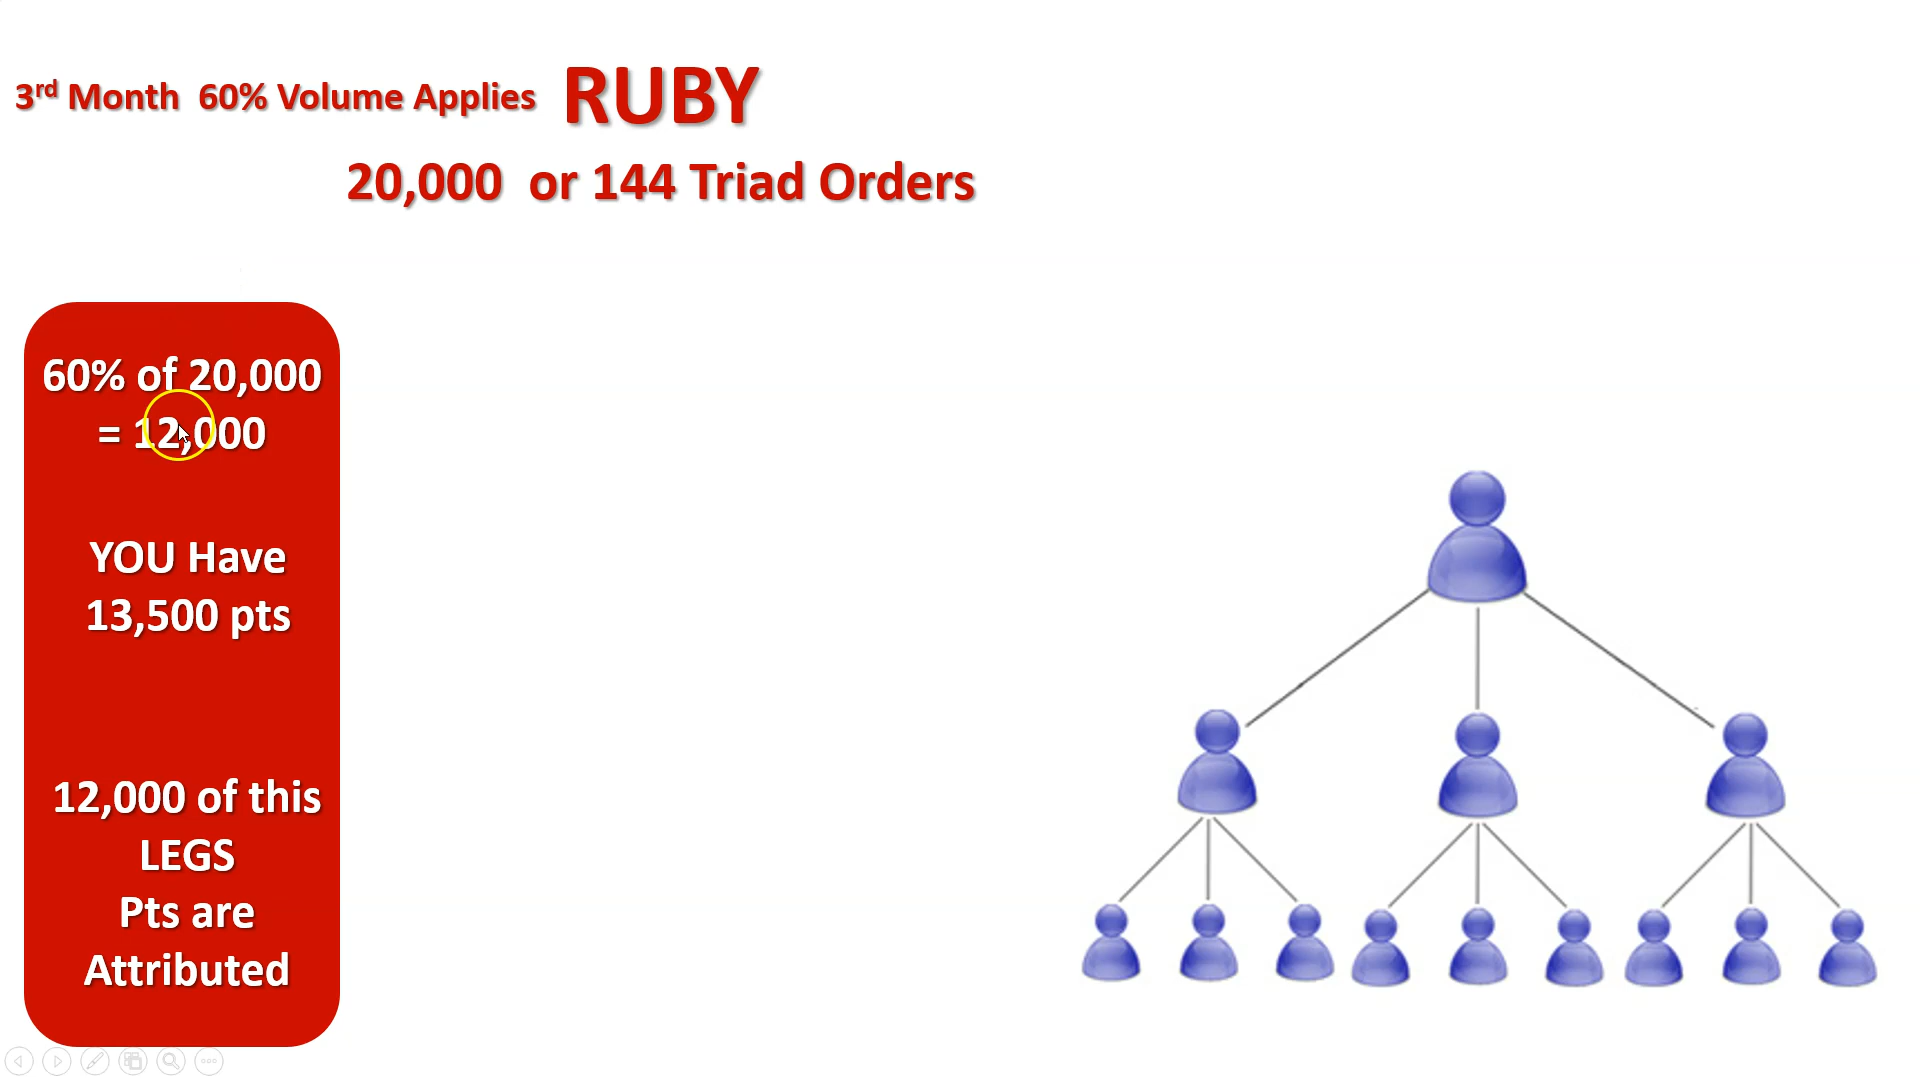 3rd Month 60% Volume Applies RUBY
20,000 or 144 Triad Orders
60% of 20,000
= 12,000
YOU Have
13,500 pts
12,000 of this
LEGS
Pts are
Attributed